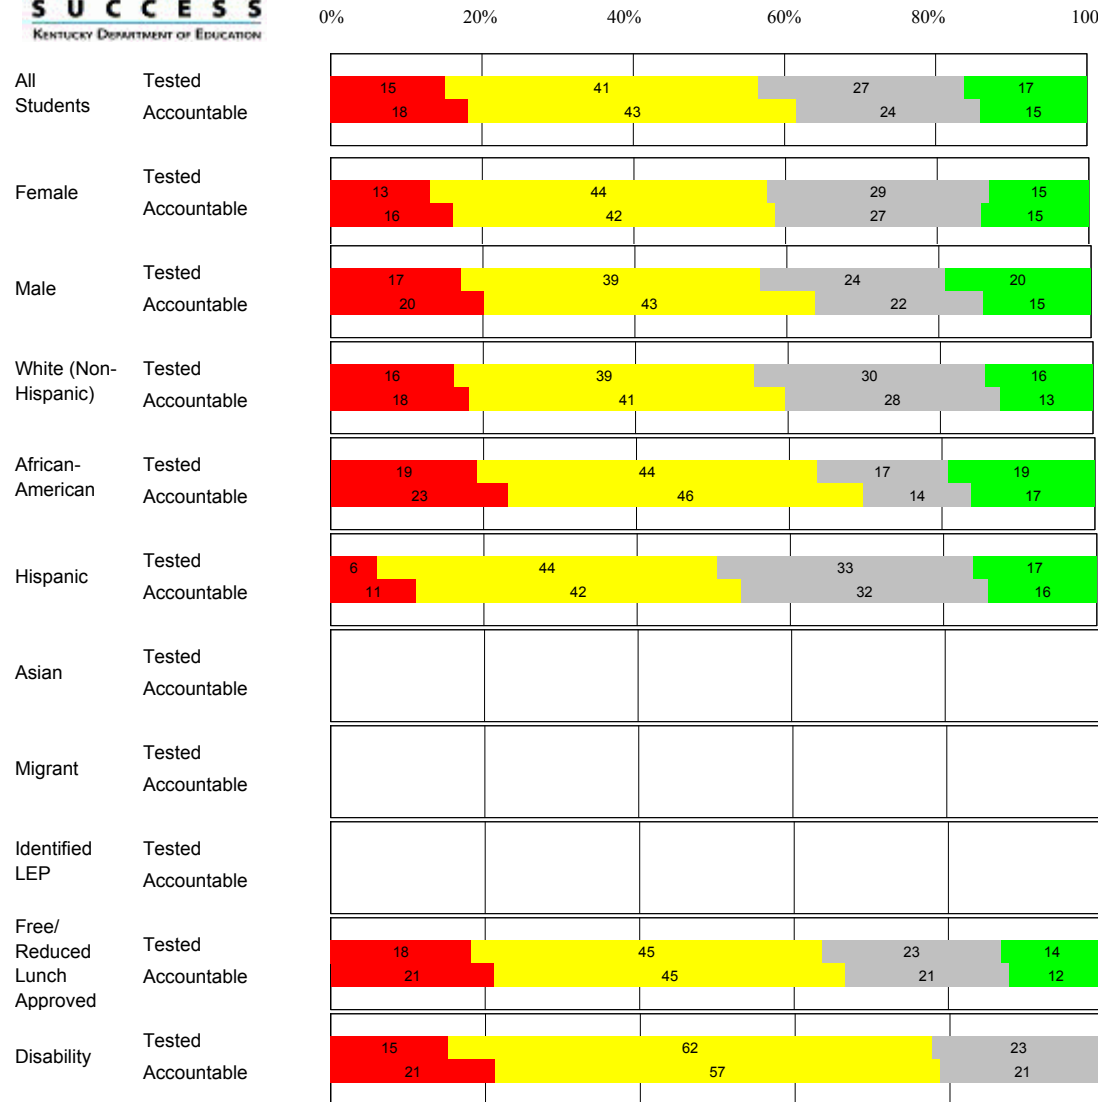 S U C C E S S
KENTUCKY DEPARTMENT OF EDUCATION
0% 20% 40% 60% 80% 100
All Students Tested 15 41 27 17
Accountable 18 43 24 15
Female Tested 13 44 29 15
Accountable 16 42 27 15
Male Tested 17 39 24 20
Accountable 20 43 22 15
White (Non-
Hispanic) Tested 16 39 30 16
Accountable 18 41 28 13
African-
American Tested 19 44 17 19
Accountable 23 46 14 17
Hispanic Tested 6 44 33 17
Accountable 11 42 32 16
Asian Tested
Accountable
Migrant Tested
Accountable
Identified
LEP Tested
Accountable
Free/
Reduced
Lunch
Approved Tested 18 45 23 14
Accountable 21 45 21 12
Disability Tested 15 62 23
Accountable 21 57 21